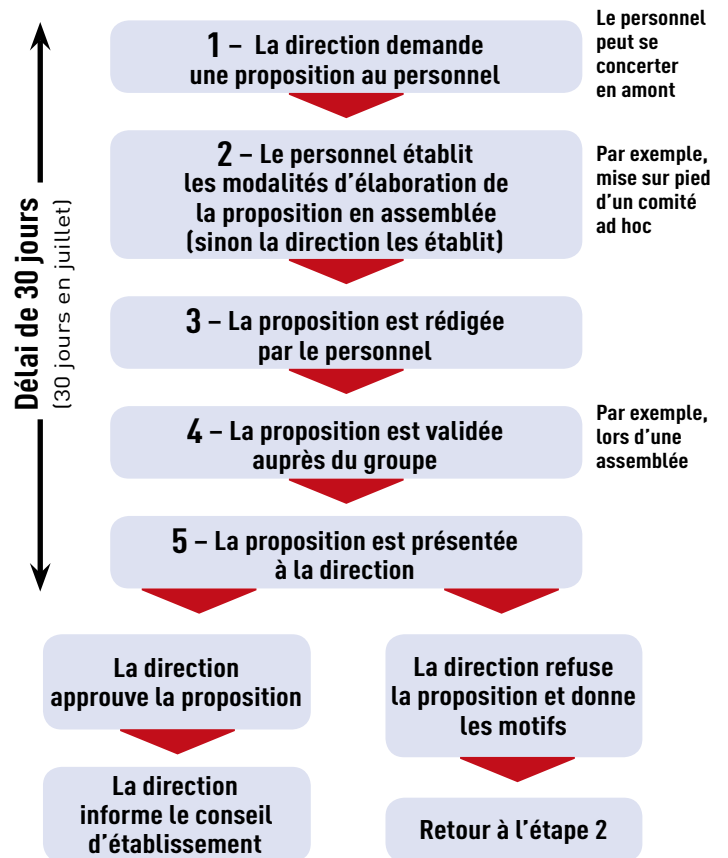 1 – La direction demande
une proposition au personnel
Le personnel
peut se
concerter
en amont
2 – Le personnel établit
les modalités d'élaboration de
la proposition en assemblée
(sinon la direction les établit)
Par exemple,
mise sur pied
d'un comité
ad hoc
Délai de 30 jours
(30 jours en juillet)
3 – La proposition est rédigée
par le personnel
4 – La proposition est validée
auprès du groupe
Par exemple,
lors d'une
assemblée
5 – La proposition est présentée
à la direction
La direction
approuve la proposition
La direction refuse
la proposition et donne
les motifs
La direction
informe le conseil
d'établissement
Retour à l'étape 2